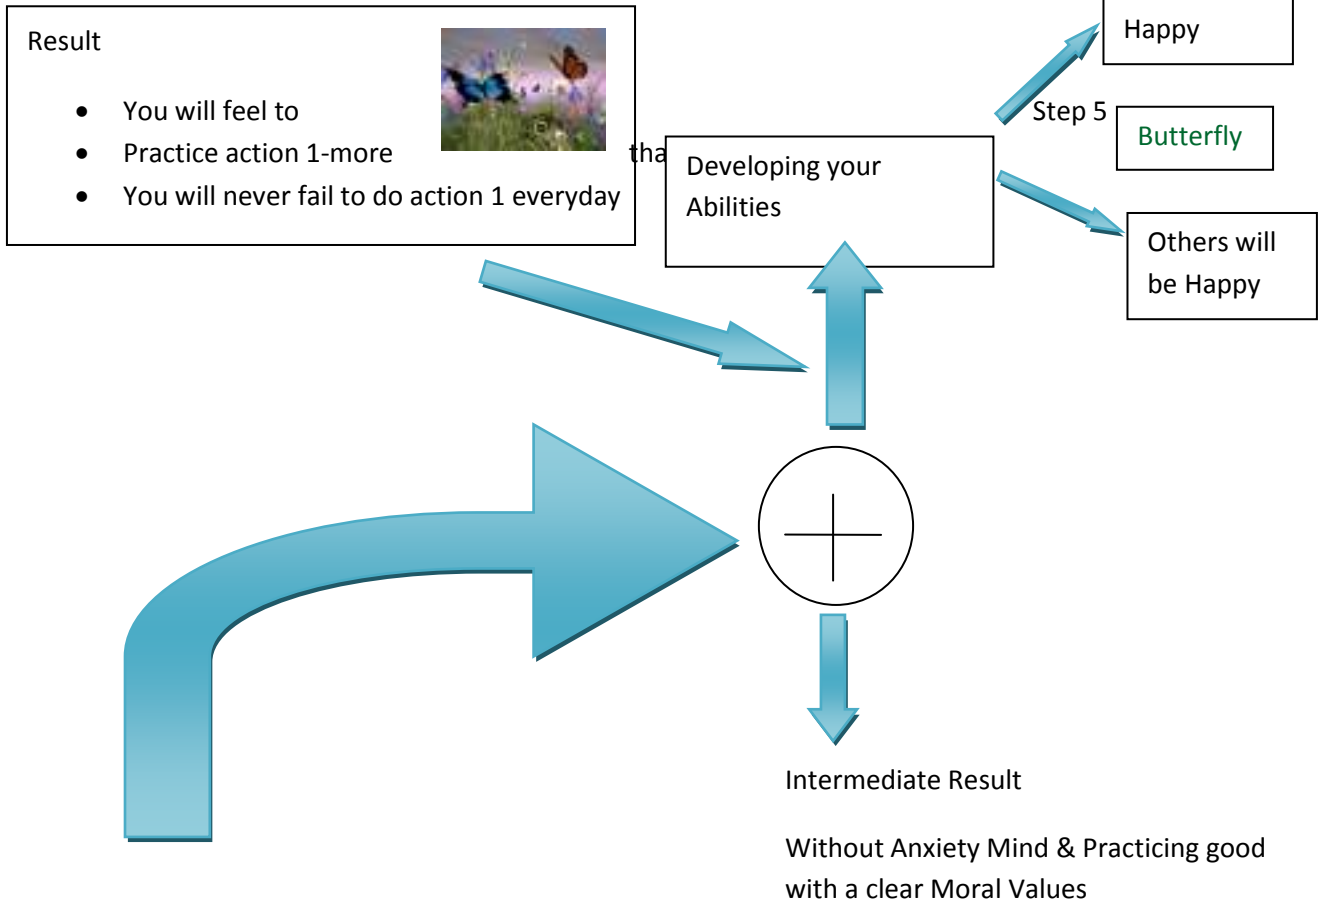 Result
• You will feel to
• Practice action 1-more tha
• You will never fail to do action 1 everyday
Developing your
Abilities
Happy
Step 5
Butterfly
Others will
be Happy
Intermediate Result
Without Anxiety Mind & Practicing good
with a clear Moral Values